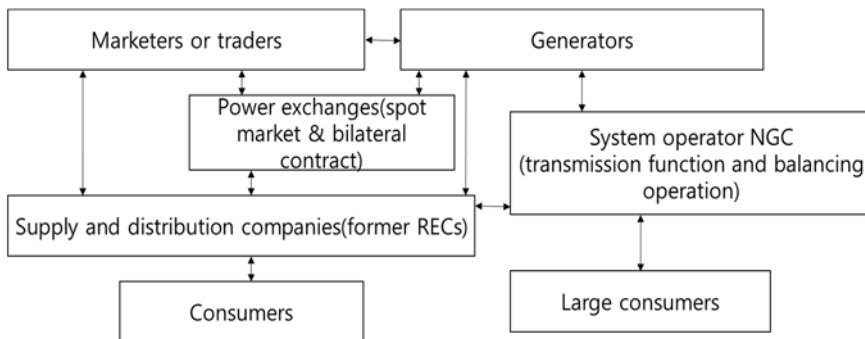 Marketers or traders
Generators
Power exchanges(spot
market & bilateral
contract)
System operator NGC
(transmission function and balancing
operation)
Supply and distribution companies(former RECs)
Consumers
Large consumers